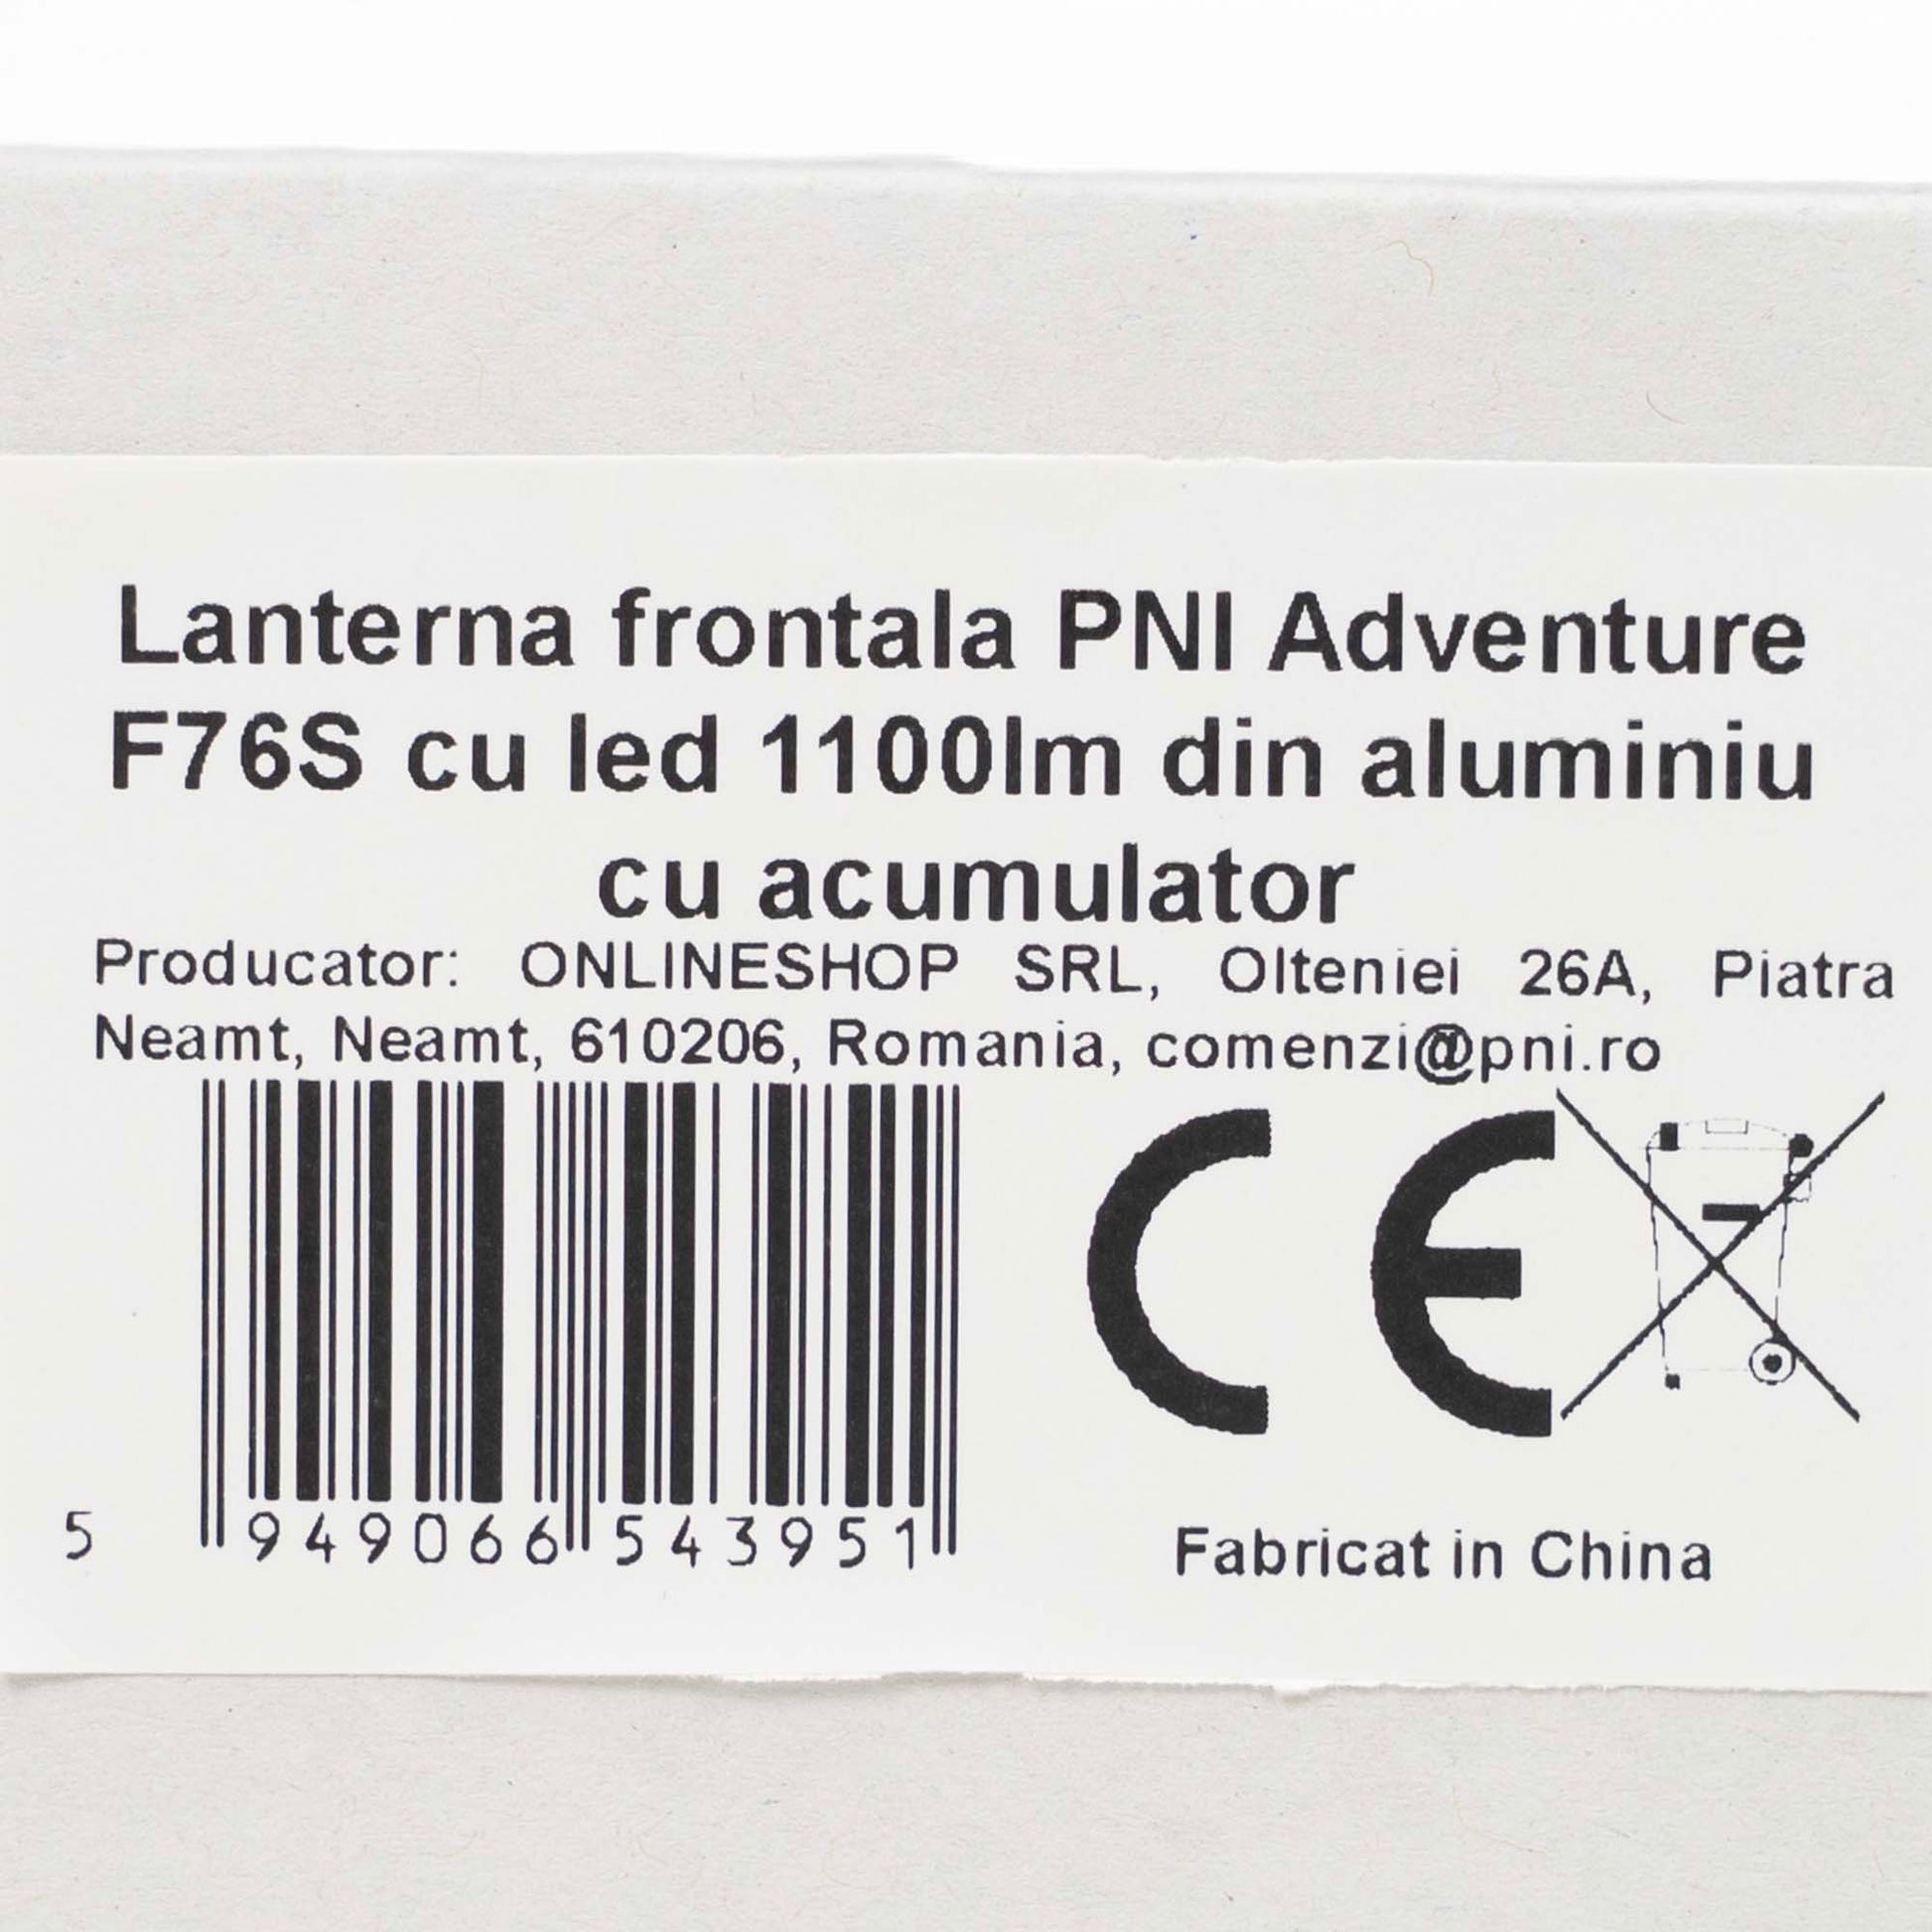 Lanterna frontala PNI Adventure
F76S cu led 1100lm din aluminiu
cu acumulator
Producator: ONLINESHOP SRL, Olteniei 26A, Piatra
Neamt, Neamt, 610206, Romania, comenzi@pni.ro
CE
5 949066 543951
Fabricat in China